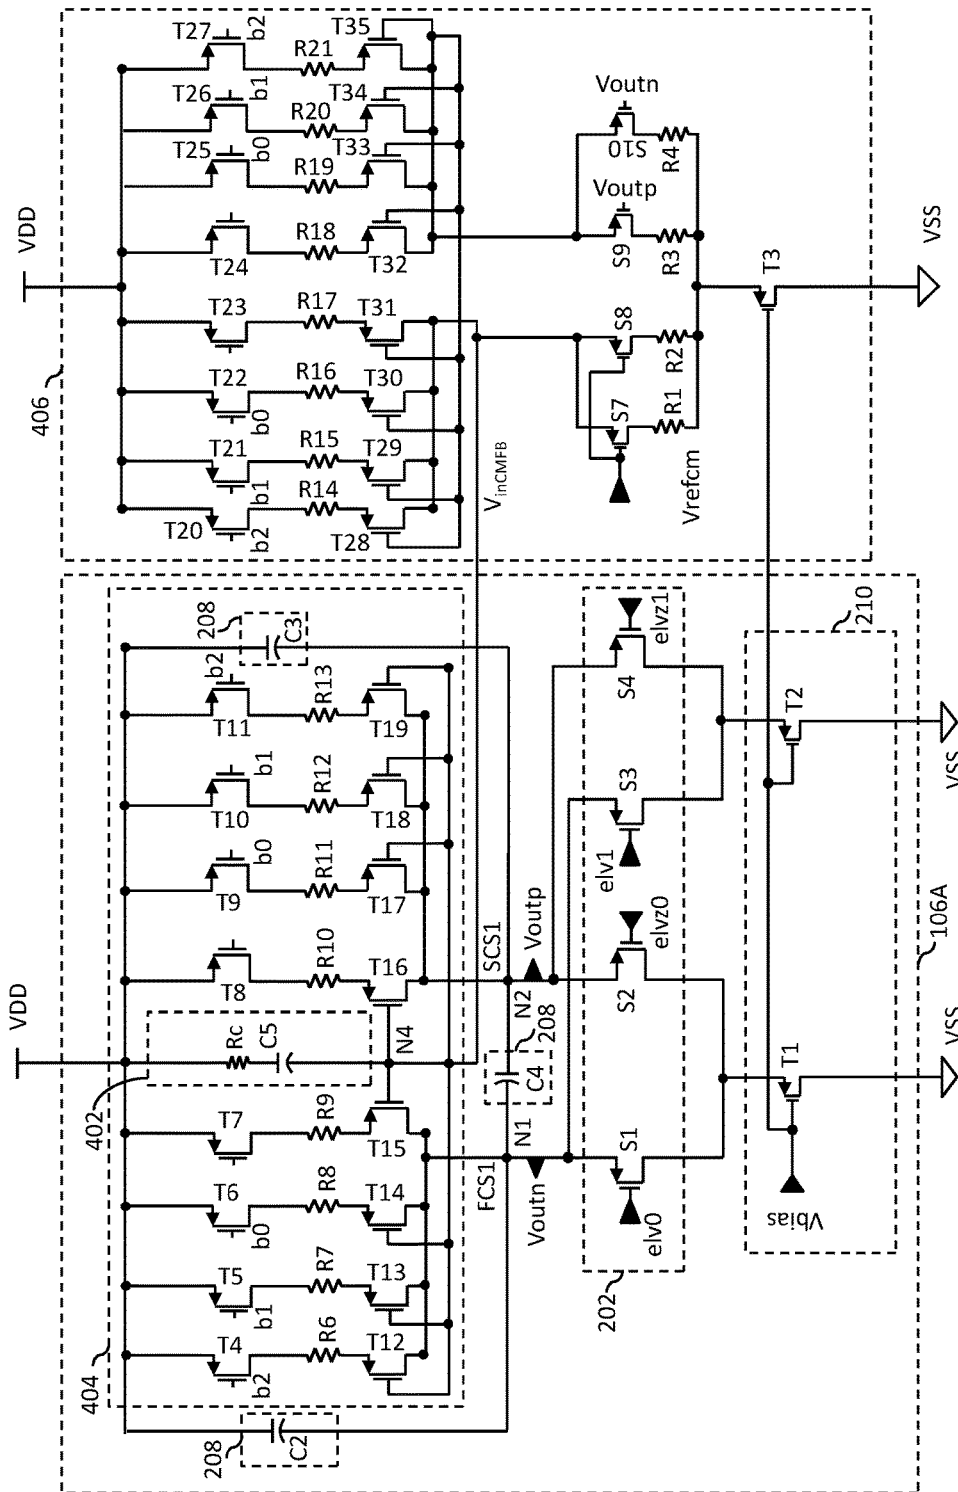 VDD
T27
b2
R21
T35
T26
b1
R20
T34
T25
b0
R19
T33
T24
R18
T32
T23
R17
T31
T22
b0
R16
T30
T21
b1
R15
T29
T20
b2
R14
T28
406
Voutn
S10
R4
Voutp
S9
R3
S8
R2
S7
R1
Vrefcm
VinCMFB
T3
VSS
VDD
208
C3
b2
T11
R13
T19
b1
T10
R12
T18
b0
T9
R11
T17
T8
R10
T16
Rc
C5
N4
402
T7
R9
T15
T6
b0
R8
T14
T5
b1
R7
T13
T4
b2
R6
T12
404
208
C2
SCS1
N2
Voutp
208
C4
N1
FCS1
Voutn
elvz1
S4
S3
elv1
elvz0
S2
S1
elv0
202
210
T2
T1
Vbias
VSS
VSS
106A